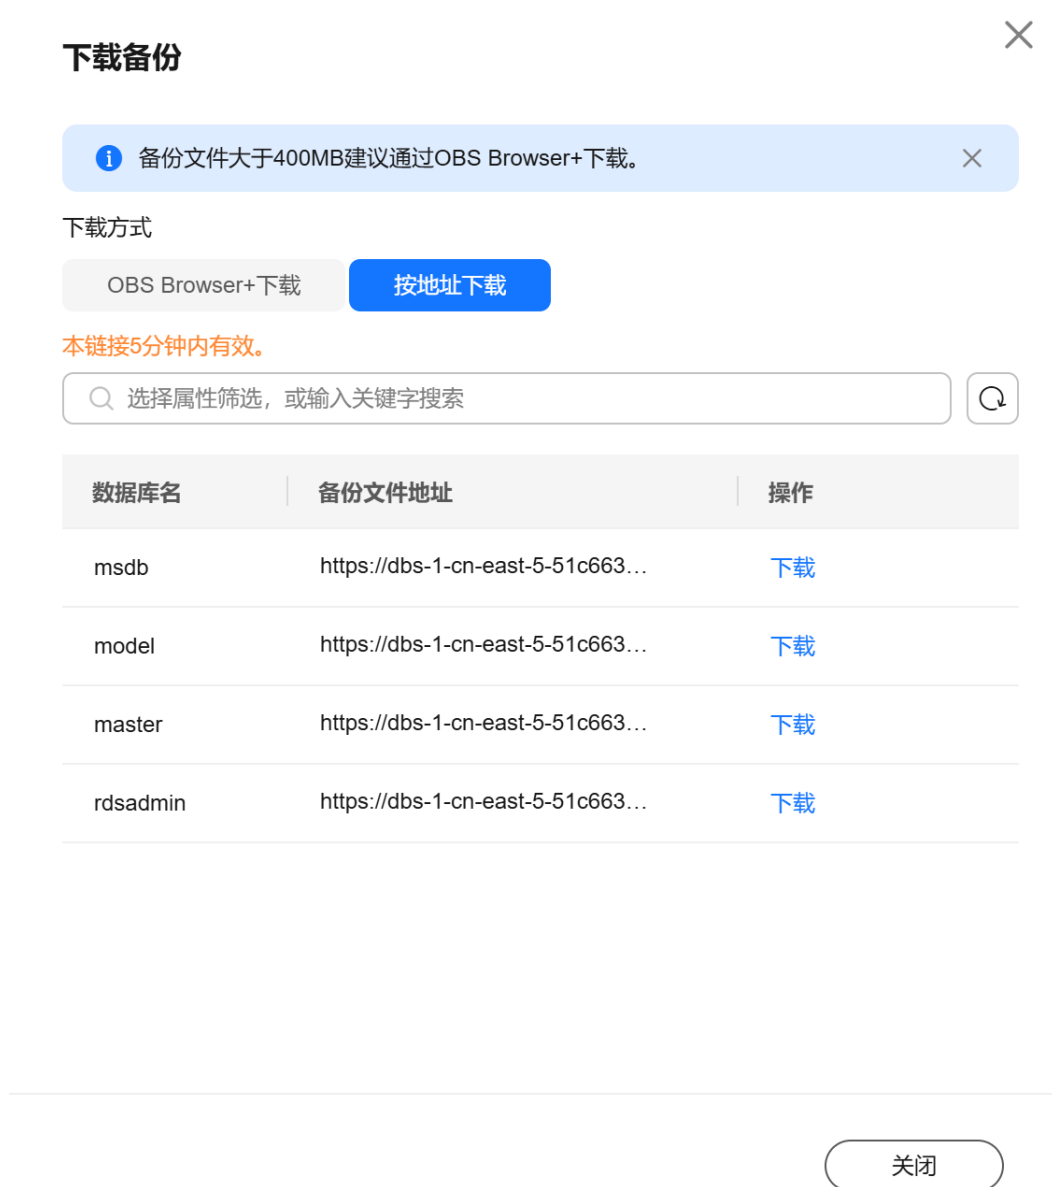 下载备份
备份文件大于400MB建议通过OBS Browser+下载。
下载方式
OBS Browser+下载 按地址下载
本链接5分钟内有效。
选择属性筛选，或输入关键字搜索
数据库名 备份文件地址 操作
msdb https://dbs-1-cn-east-5-51c663... 下载
model https://dbs-1-cn-east-5-51c663... 下载
master https://dbs-1-cn-east-5-51c663... 下载
rdsadmin https://dbs-1-cn-east-5-51c663... 下载
关闭